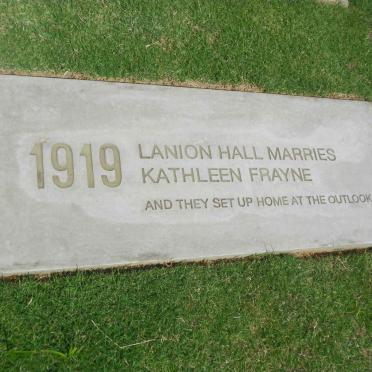 1919 LANION HALL MARRIES
KATHLEEN FRAYNE
AND THEY SET UP HOME AT THE OUTLOOK